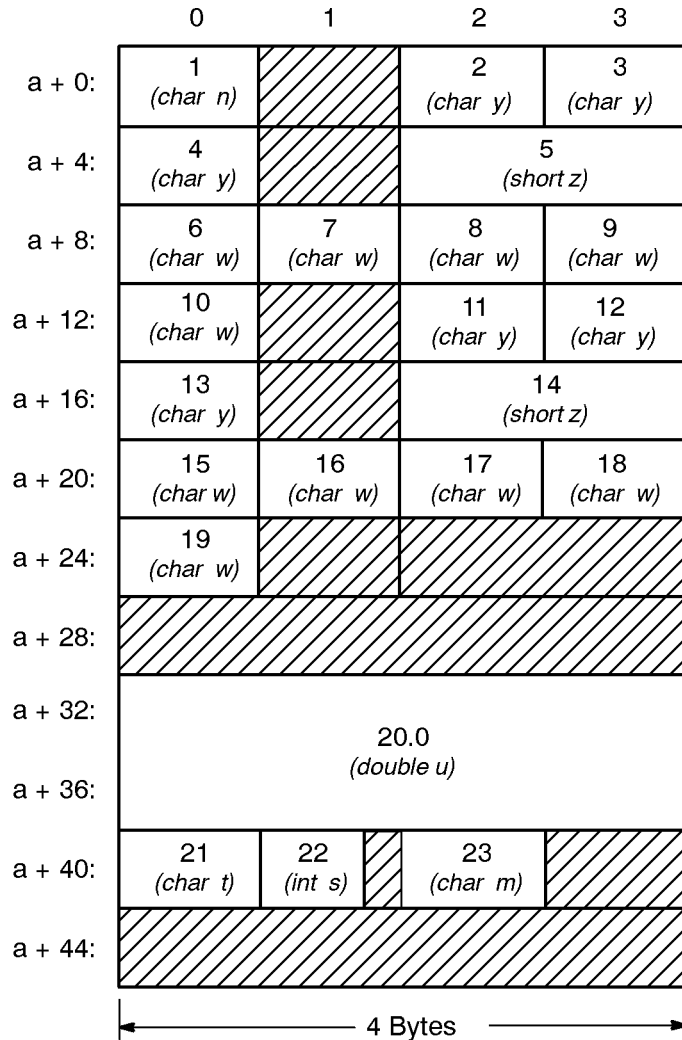 0 1 2 3
a + 0: 1 2 3
(char n) (char y) (char y)
a + 4: 4 5
(char y) (short z)
a + 8: 6 7 8 9
(char w) (char w) (char w) (char w)
a + 12: 10 11 12
(char w) (char y) (char y)
a + 16: 13 14
(char y) (short z)
a + 20: 15 16 17 18
(char w) (char w) (char w) (char w)
a + 24: 19
(char w)
a + 28:
a + 32:
20.0
(double u)
a + 36:
a + 40: 21 22 23
(char t) (int s) (char m)
a + 44:
4 Bytes